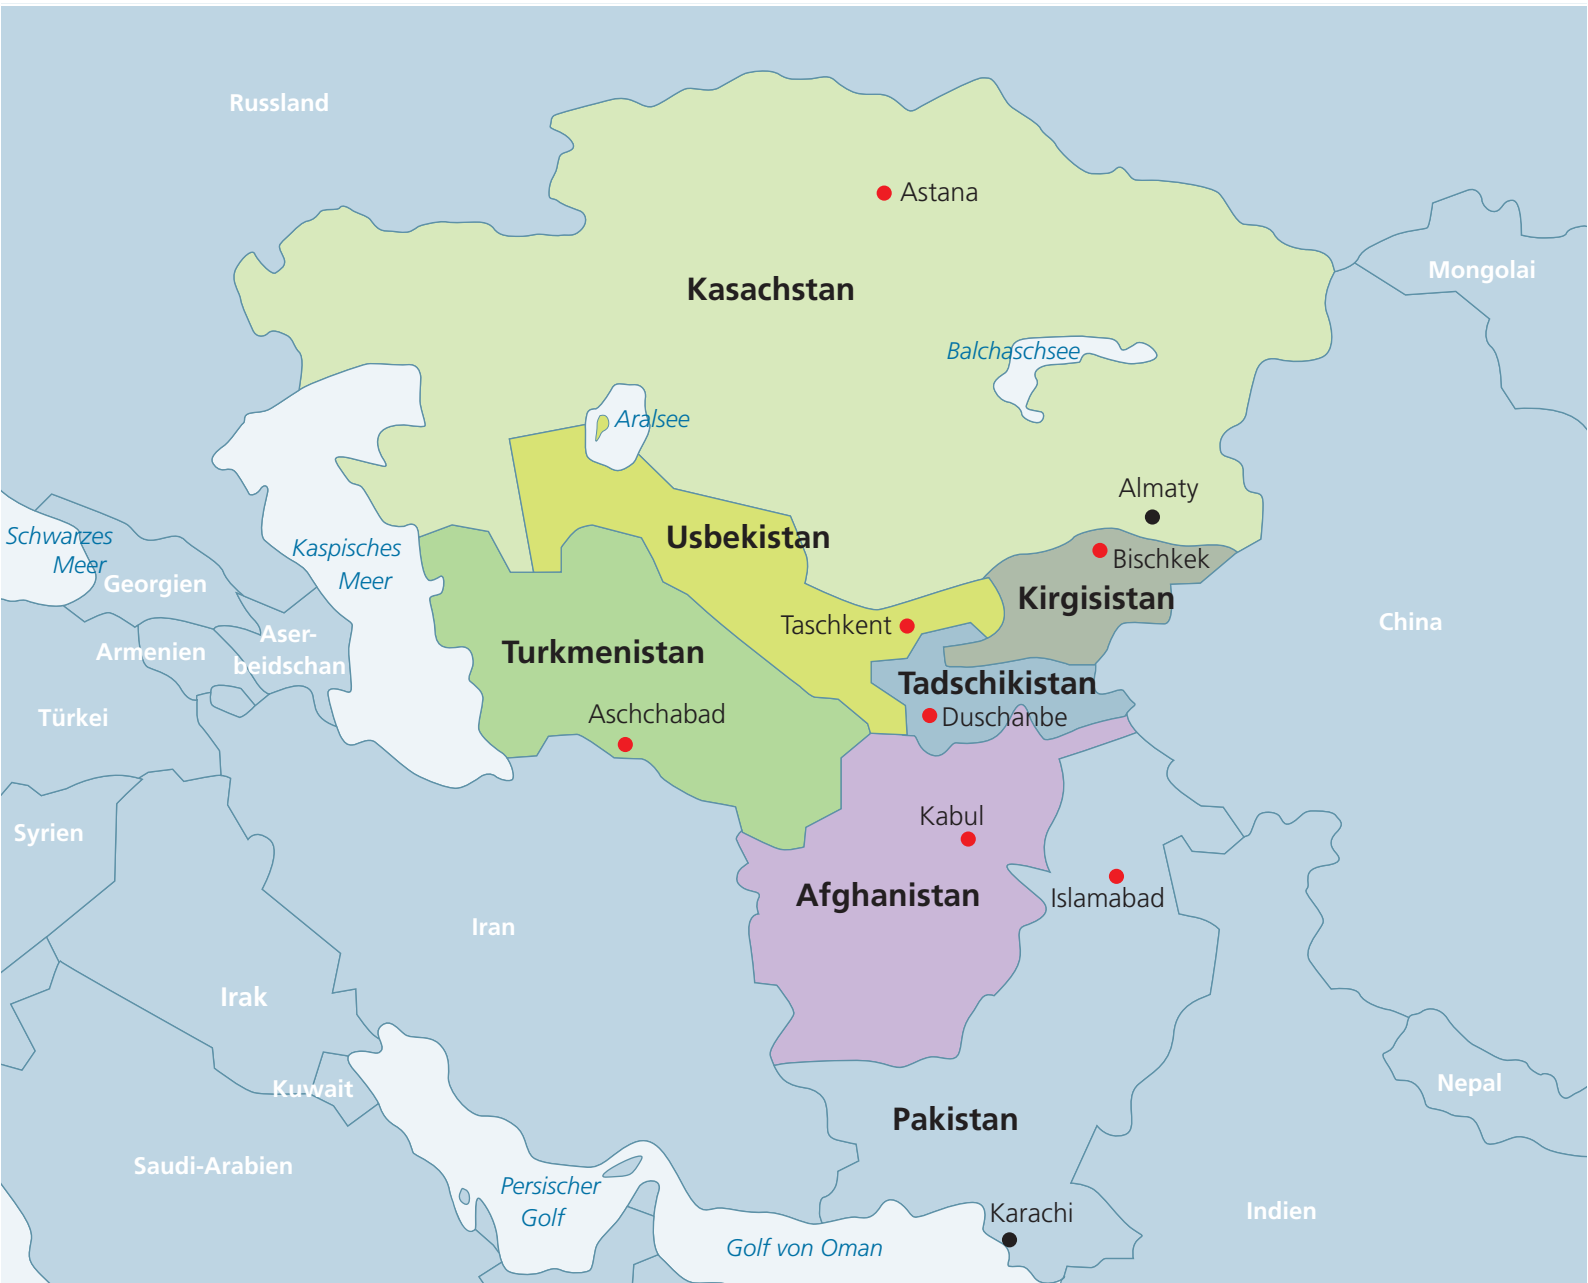 Russland
Astana
Mongolai
Kasachstan
Balchaschsee
Aralsee
Almaty
Schwarzes
Meer
Usbekistan
Kaspisches
Meer
Bischkek
Georgien
Kirgisistan
Taschkent
China
Aser-
beidschan
Armenien
Turkmenistan
Tadschikistan
Türkei
Aschchabad
Duschanbe
Kabul
Syrien
Afghanistan
Islamabad
Iran
Irak
Kuwait
Nepal
Pakistan
Saudi-Arabien
Persischer
Golf
Karachi
Indien
Golf von Oman